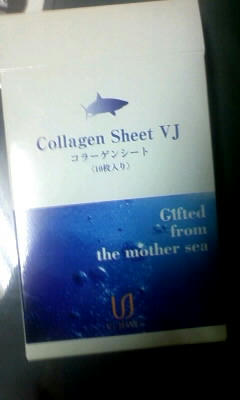 Collagen Sheet VJ
コラーゲンシート
(10枚入り)
Gifted
from
the mother sea